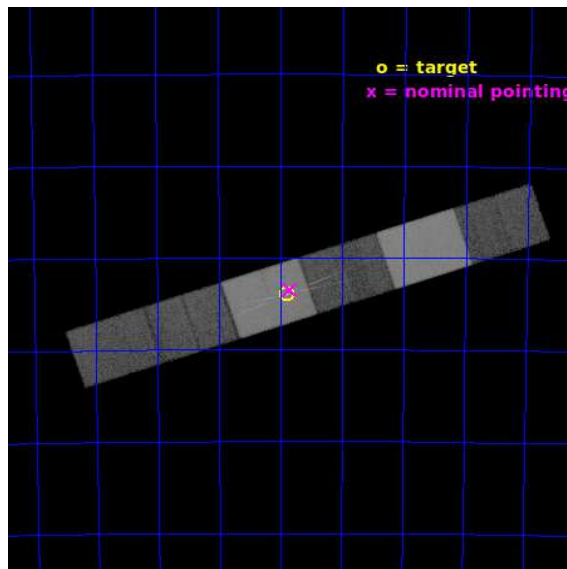 o = target
x = nominal pointing